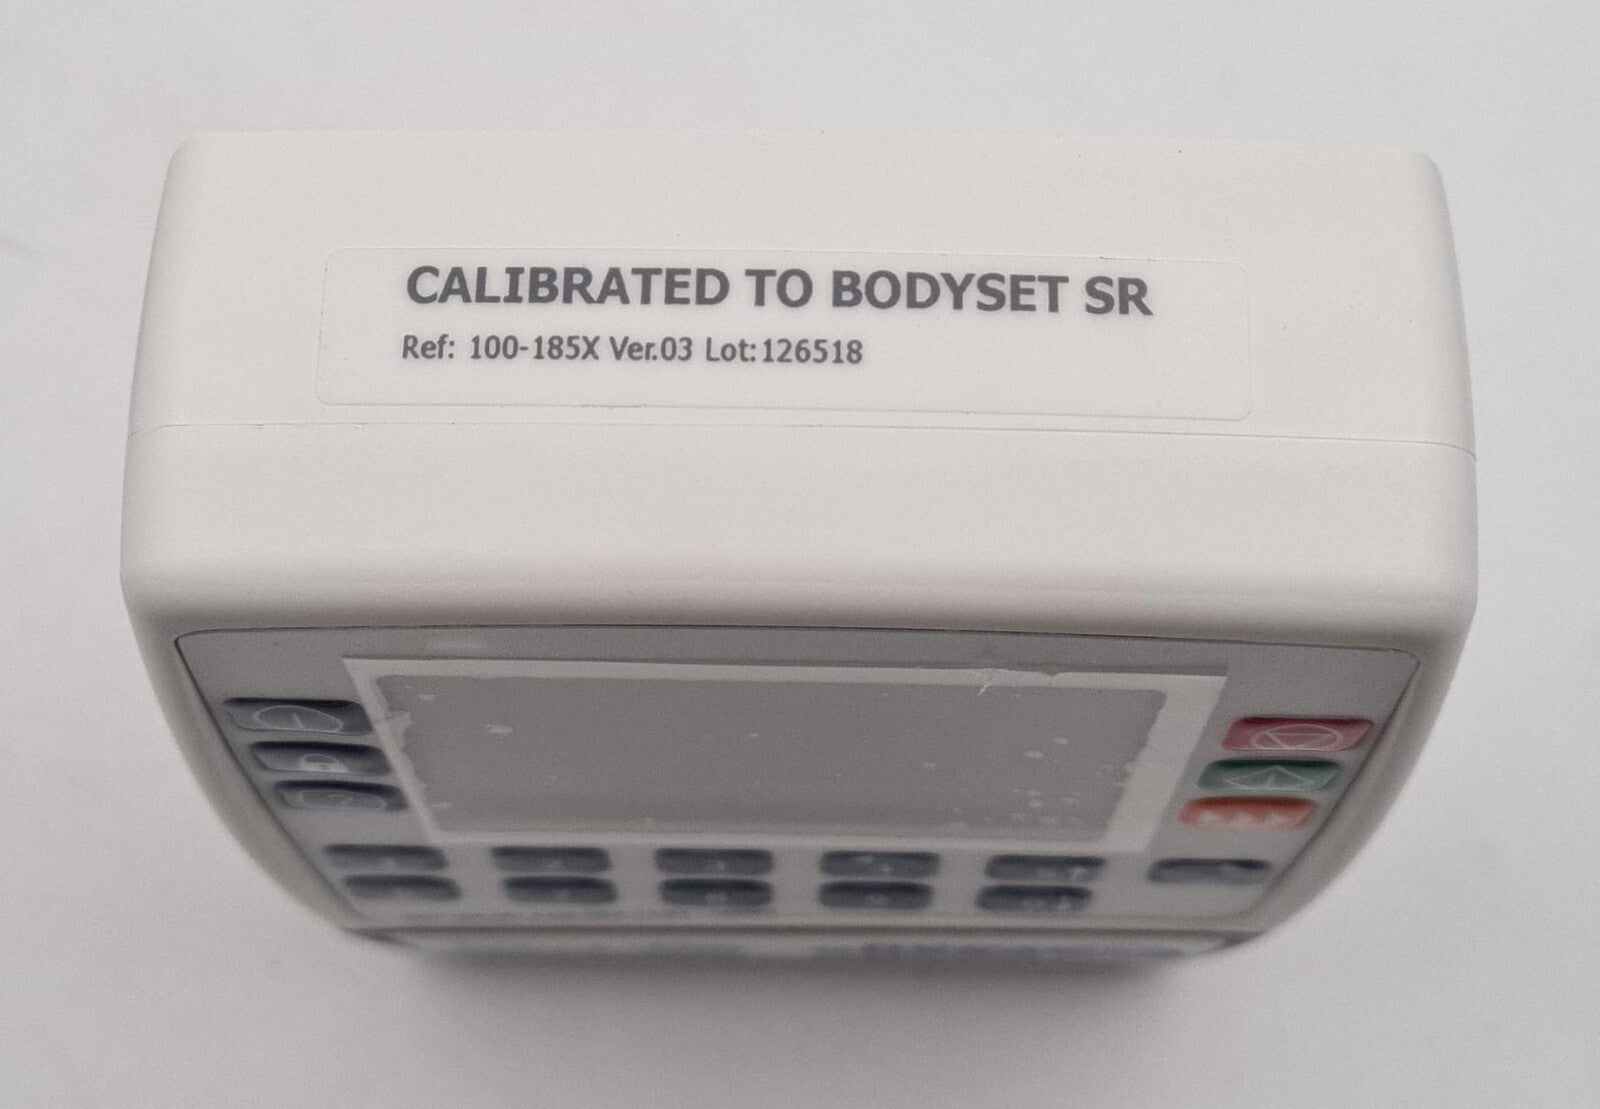 CALIBRATED TO BODYSET SR
Ref: 100-185X Ver.03 Lot:126518